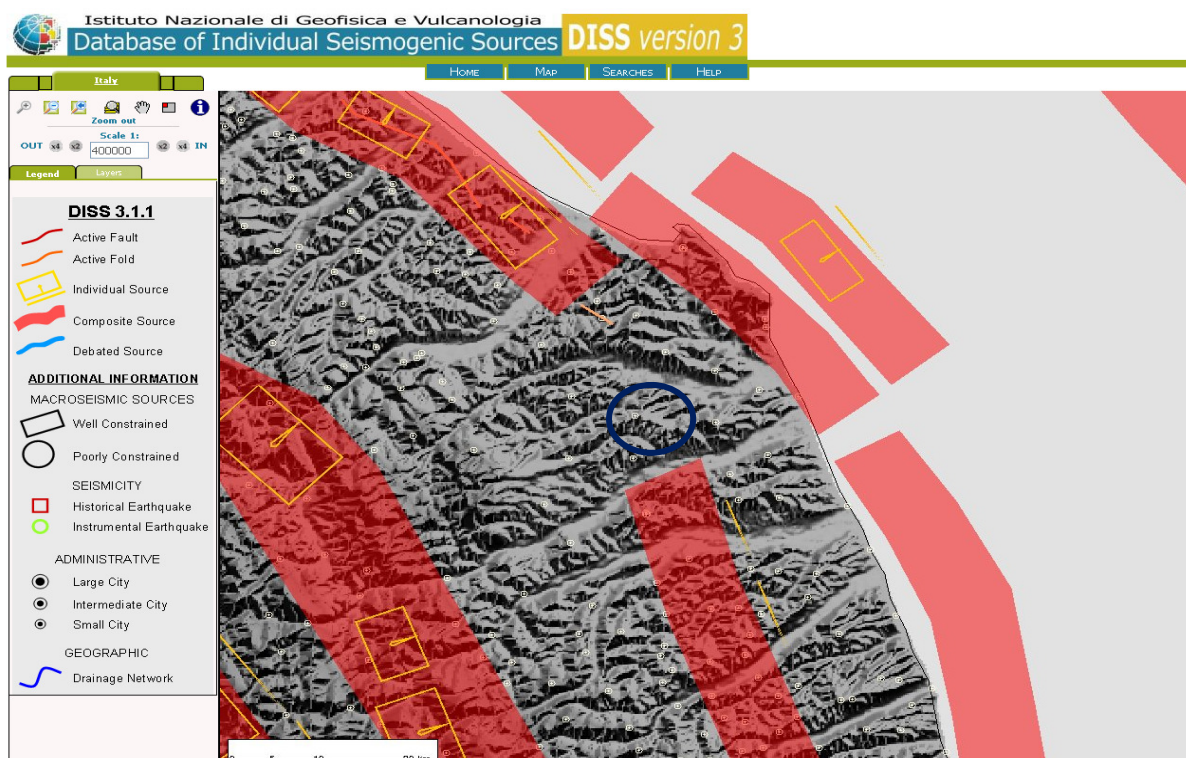 Istituto Nazionale di Geofisica e Vulcanologia
Database of Individual Seismogenic Sources DISS version 3
Home Map Searches Help
Italy
Zoom out
Scale 1:
OUT x4 x2 400000 x2 x4 IN
Legend Layers
DISS 3.1.1
Active Fault
Active Fold
Individual Source
Composite Source
Debated Source
ADDITIONAL INFORMATION
MACROSEISMIC SOURCES
Well Constrained
Poorly Constrained
SEISMICITY
Historical Earthquake
Instrumental Earthquake
ADMINISTRATIVE
Large City
Intermediate City
Small City
GEOGRAPHIC
Drainage Network